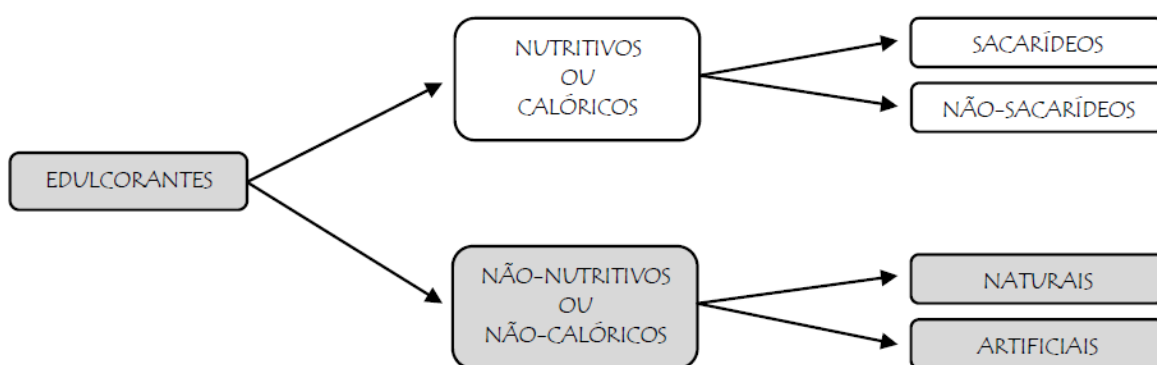 EDULCORANTES
NUTRITIVOS
OU
CALÓRICOS
SACARÍDEOS
NÃO-SACARÍDEOS
NÃO-NUTRITIVOS
OU
NÃO-CALÓRICOS
NATURAIS
ARTIFICIAIS